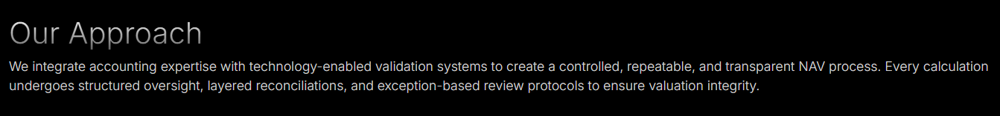 Our Approach
We integrate accounting expertise with technology-enabled validation systems to create a controlled, repeatable, and transparent NAV process. Every calculation
undergoes structured oversight, layered reconciliations, and exception-based review protocols to ensure valuation integrity.